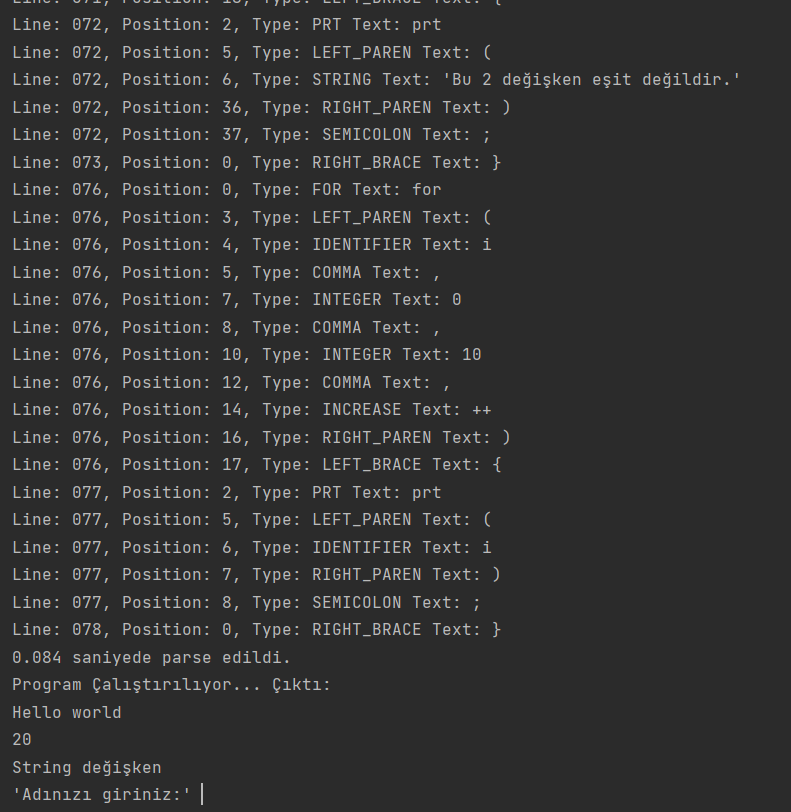 Line: 071, Position: 18, Type: LEFT_BRACE Text: {
Line: 072, Position: 2, Type: PRT Text: prt
Line: 072, Position: 5, Type: LEFT_PAREN Text: (
Line: 072, Position: 6, Type: STRING Text: 'Bu 2 değişken eşit değildir.'
Line: 072, Position: 36, Type: RIGHT_PAREN Text: )
Line: 072, Position: 37, Type: SEMICOLON Text: ;
Line: 073, Position: 0, Type: RIGHT_BRACE Text: }
Line: 076, Position: 0, Type: FOR Text: for
Line: 076, Position: 3, Type: LEFT_PAREN Text: (
Line: 076, Position: 4, Type: IDENTIFIER Text: i
Line: 076, Position: 5, Type: COMMA Text: ,
Line: 076, Position: 7, Type: INTEGER Text: 0
Line: 076, Position: 8, Type: COMMA Text: ,
Line: 076, Position: 10, Type: INTEGER Text: 10
Line: 076, Position: 12, Type: COMMA Text: ,
Line: 076, Position: 14, Type: INCREASE Text: ++
Line: 076, Position: 16, Type: RIGHT_PAREN Text: )
Line: 076, Position: 17, Type: LEFT_BRACE Text: {
Line: 077, Position: 2, Type: PRT Text: prt
Line: 077, Position: 5, Type: LEFT_PAREN Text: (
Line: 077, Position: 6, Type: IDENTIFIER Text: i
Line: 077, Position: 7, Type: RIGHT_PAREN Text: )
Line: 077, Position: 8, Type: SEMICOLON Text: ;
Line: 078, Position: 0, Type: RIGHT_BRACE Text: }
0.084 saniyede parse edildi.
Program Çalıştırılıyor... Çıktı:
Hello world
20
String değişken
'Adınızı giriniz:'